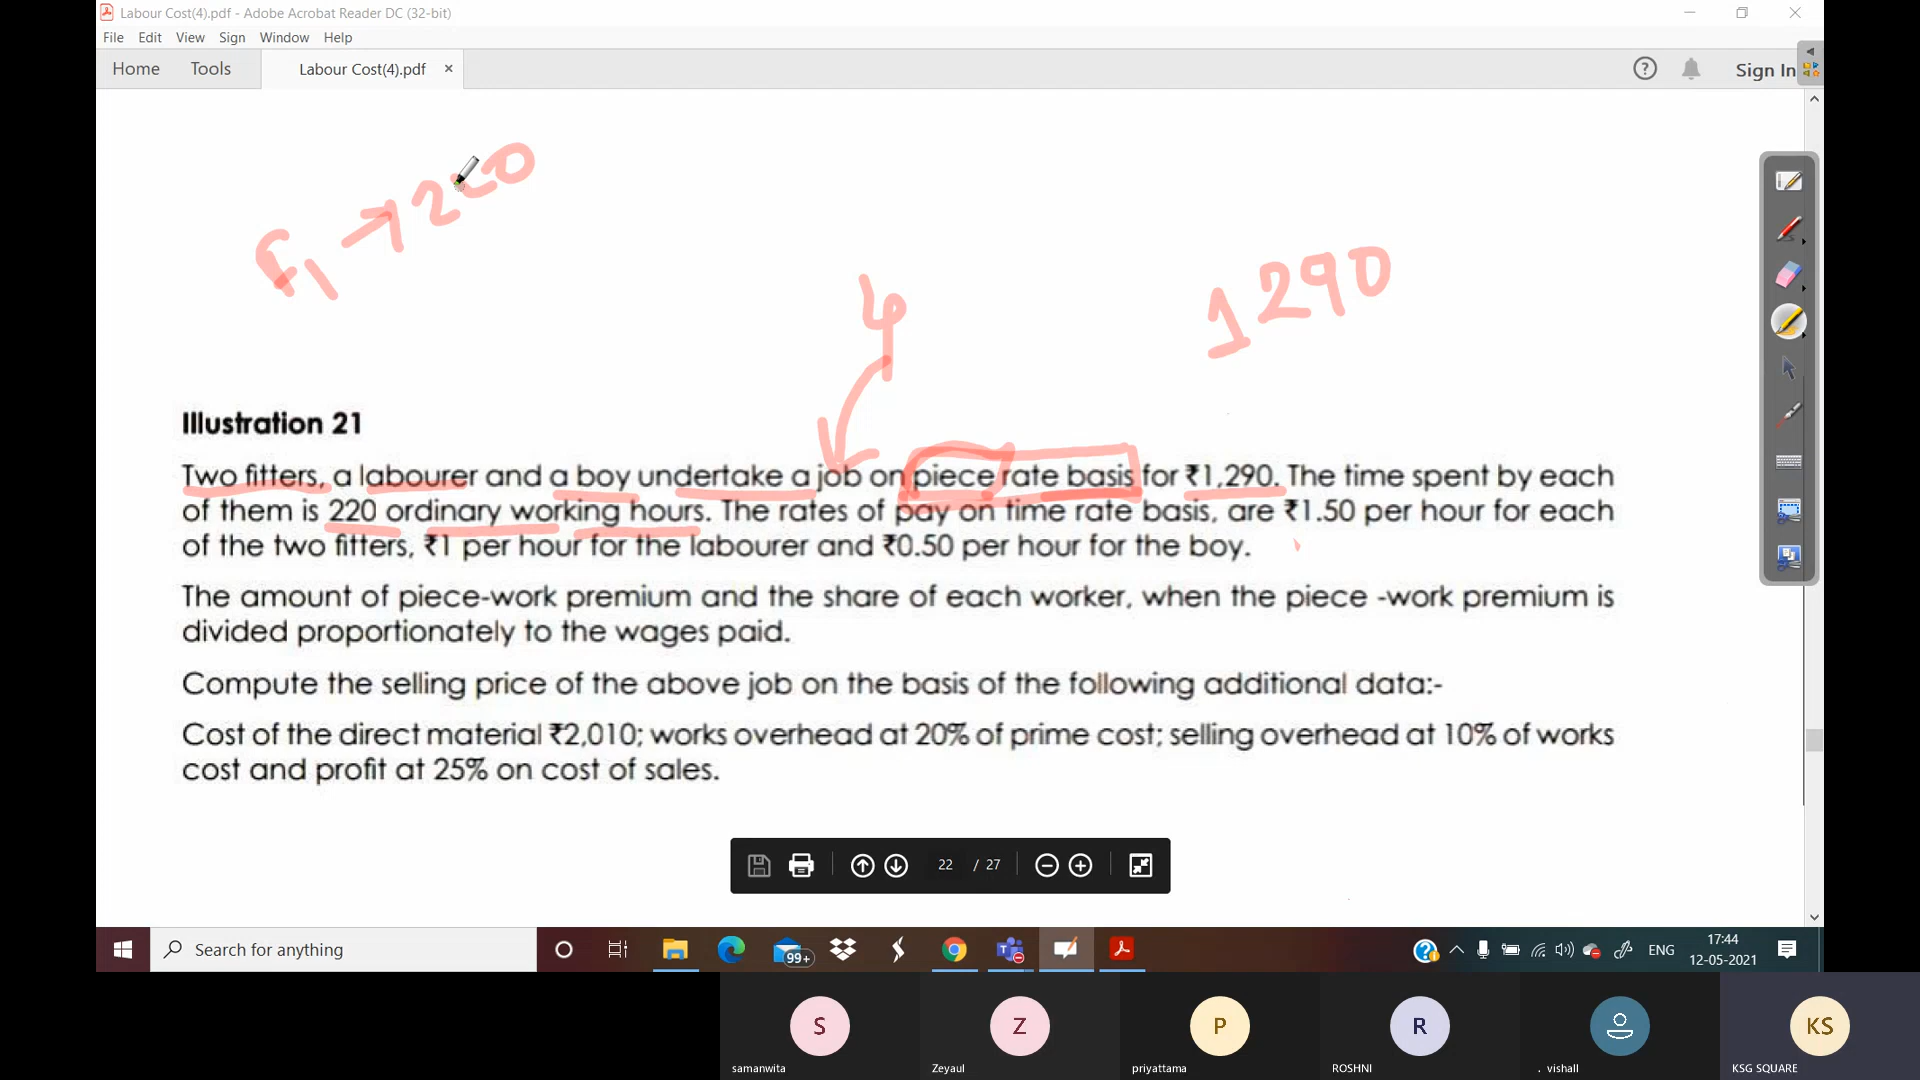 Labour Cost(4).pdf - Adobe Acrobat Reader DC (32-bit)
File Edit View Sign Window Help
Home Tools Labour Cost(4).pdf × Sign In
F1 → 220
4
1290
Illustration 21
Two fitters, a labourer and a boy undertake a job on piece rate basis for ₹1,290. The time spent by each
of them is 220 ordinary working hours. The rates of pay on time rate basis, are ₹1.50 per hour for each
of the two fitters, ₹1 per hour for the labourer and ₹0.50 per hour for the boy.
The amount of piece-work premium and the share of each worker, when the piece -work premium is
divided proportionately to the wages paid.
Compute the selling price of the above job on the basis of the following additional data:-
Cost of the direct material ₹2,010; works overhead at 20% of prime cost; selling overhead at 10% of works
cost and profit at 25% on cost of sales.
22 / 27
Search for anything
99+
ENG
17:44
12-05-2021
S Z P R KS
samanwita Zeyaul priyattama ROSHNI . vishall KSG SQUARE